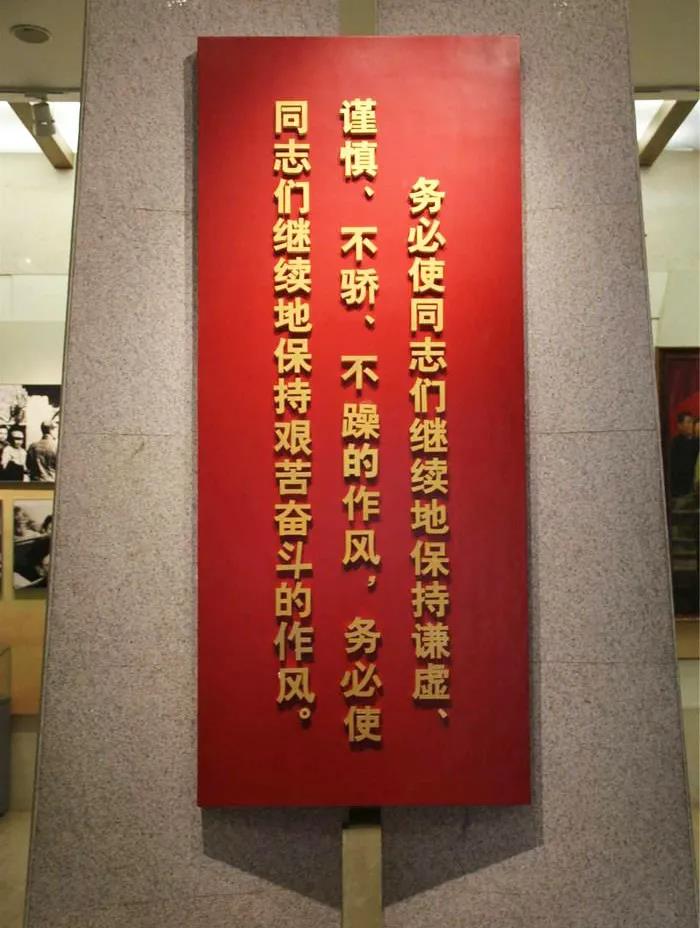 务必使同志们继续地保持谦虚、
谨慎、不骄、不躁的作风，务必使
同志们继续地保持艰苦奋斗的作风。